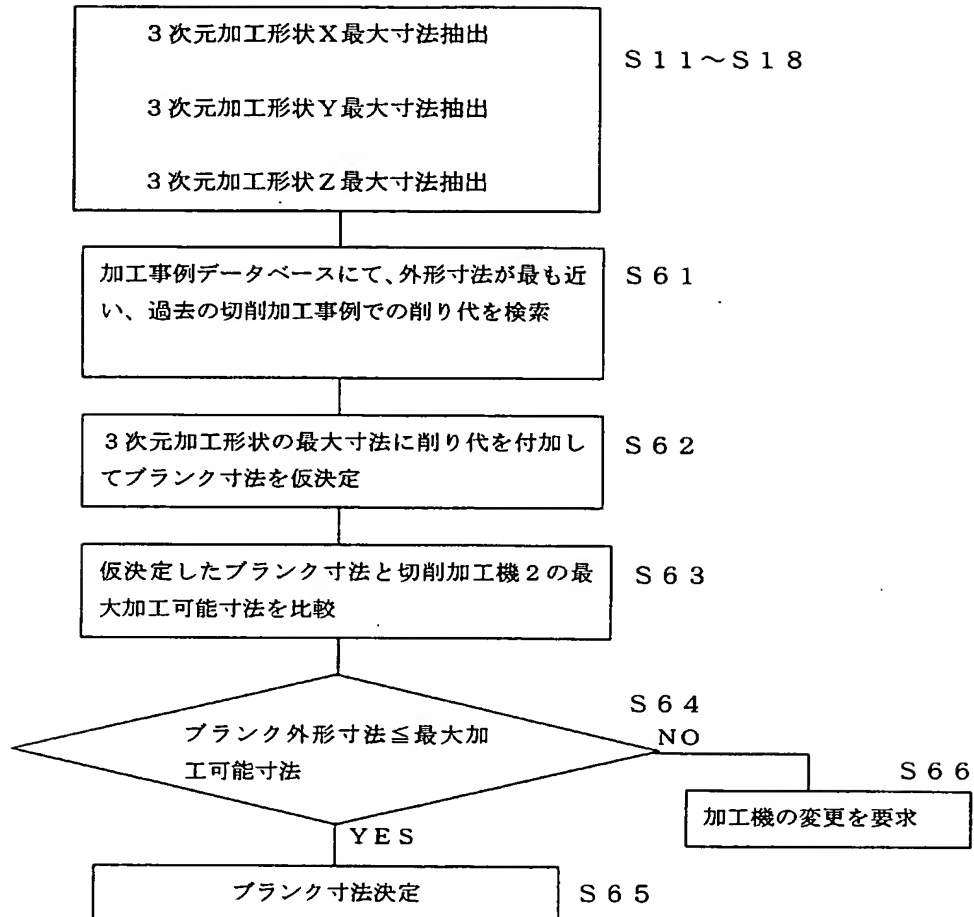 3次元加工形状X最大寸法抽出
S11~S18
3次元加工形状Y最大寸法抽出
3次元加工形状Z最大寸法抽出
加工事例データベースにて、外形寸法が最も近
い、過去の切削加工事例での削り代を検索
S61
3次元加工形状の最大寸法に削り代を付加し
てブランク寸法を仮決定
S62
仮決定したブランク寸法と切削加工機2の最
大加工可能寸法を比較
S63
S64
ブランク外形寸法≦最大加
工可能寸法
NO
S66
加工機の変更を要求
YES
ブランク寸法決定
S65